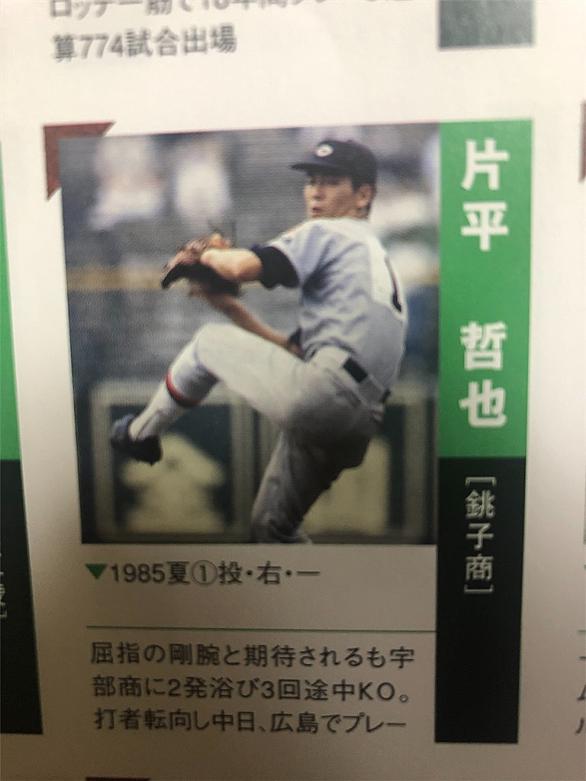 算774試合出場
片平 哲也
[銚子商]
▼1985夏①投・右・一
屈指の剛腕と期待されるも宇
部商に2発浴び3回途中KO。
打者転向し中日、広島でプレー